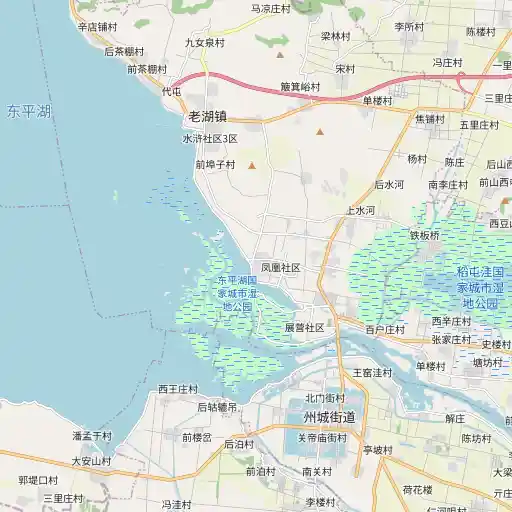 马凉庄村
辛店铺村
李所村
陈楼村
梁林村
九女泉村
后茶棚村
冯庄村
前茶棚村
宋村
一里
簸箕峪村
代屯
单楼村
三里庄村
东平湖
老湖镇
焦铺村
五里庄村
水浒社区3区
前埠子村
杨村
陈庄
后山西
后水河
南李庄村
前山西
上水河
西豆山
铁板桥
凤凰社区
稻屯洼国
家城市湿
地公园
东平湖国
家城市湿
地公园
西辛庄村
展营社区
百户庄村
张家庄村
史楼村
单楼村
塘坊村
王窑洼村
西王庄村
北门街村
后轱辘吊
州城街道
解庄
潘孟于村
前楼岔
关帝庙街村
陈坊村
后泊村
亭坡村
大安山村
前泊村
南关村
大梁
郭堤口村
荷花楼
亓庄
三里庄村
冯洼村
李楼村
仁河咀村